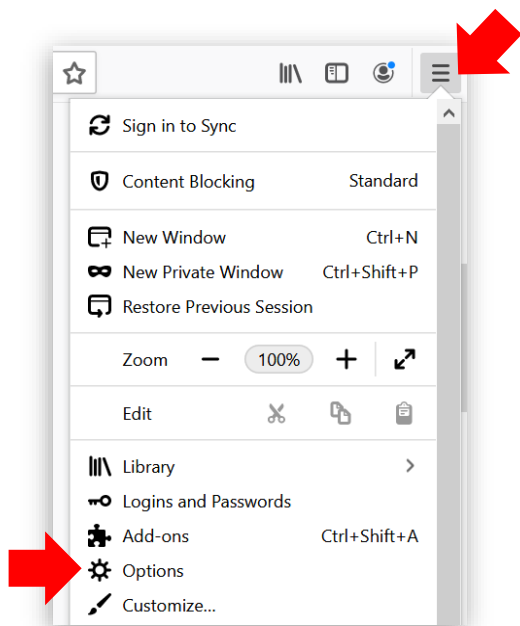 Sign in to Sync
Content Blocking Standard
New Window Ctrl+N
New Private Window Ctrl+Shift+P
Restore Previous Session
Zoom 100%
Edit
Library
Logins and Passwords
Add-ons Ctrl+Shift+A
Options
Customize...